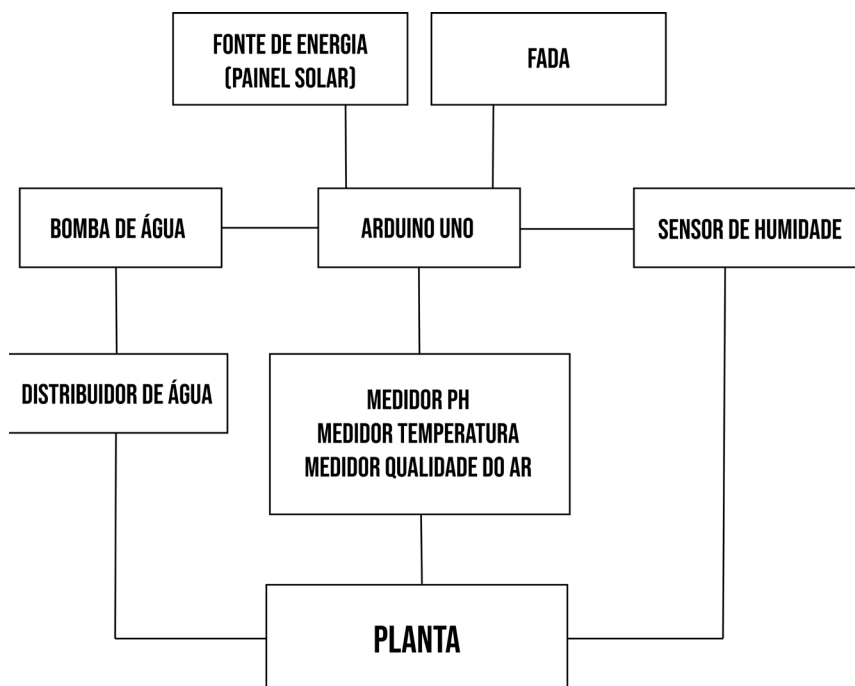 FONTE DE ENERGIA
(PAINEL SOLAR)
FADA
BOMBA DE ÁGUA
ARDUINO UNO
SENSOR DE HUMIDADE
DISTRIBUIDOR DE ÁGUA
MEDIDOR PH
MEDIDOR TEMPERATURA
MEDIDOR QUALIDADE DO AR
PLANTA